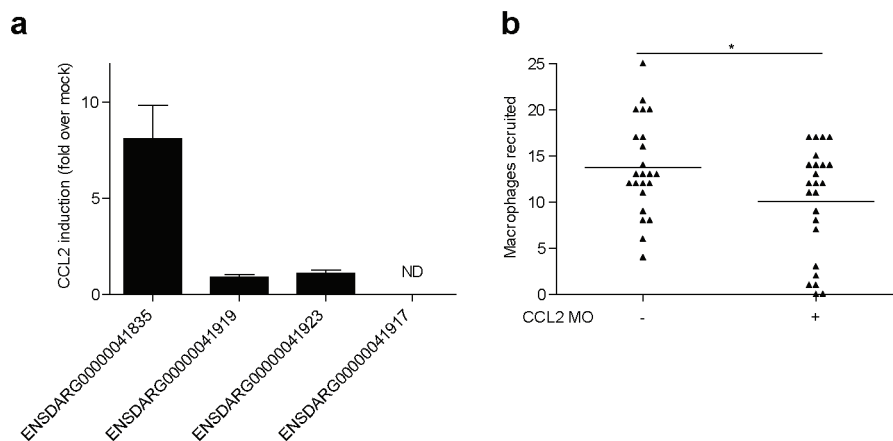 a
CCL2 induction (fold over mock)
10
5
0
ND
ENSDARG00000041835
ENSDARG00000041919
ENSDARG00000041923
ENSDARG00000041917
b
*
Macrophages recruited
25
20
15
10
5
0
CCL2 MO - +